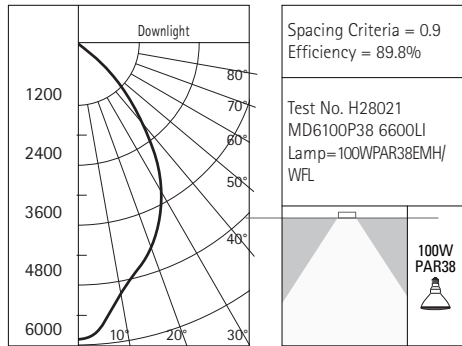 Downlight
80°
70°
60°
50°
40°
30°
20°
10°
1200
2400
3600
4800
6000
Spacing Criteria = 0.9
Efficiency = 89.8%
Test No. H28021
MD6100P38 6600LI
Lamp=100WPAR38EMH/
WFL
100W
PAR38